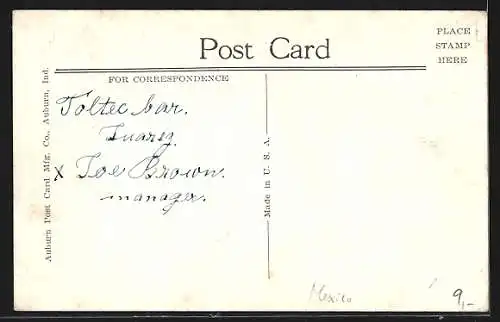 Post Card
PLACE
STAMP
HERE
FOR CORRESPONDENCE
Toltec bar.
Juarez
x Joe Brown.
manager.
Auburn Post Card Mfg. Co., Auburn, Ind.
Made in U. S. A.
Mexico
9,-